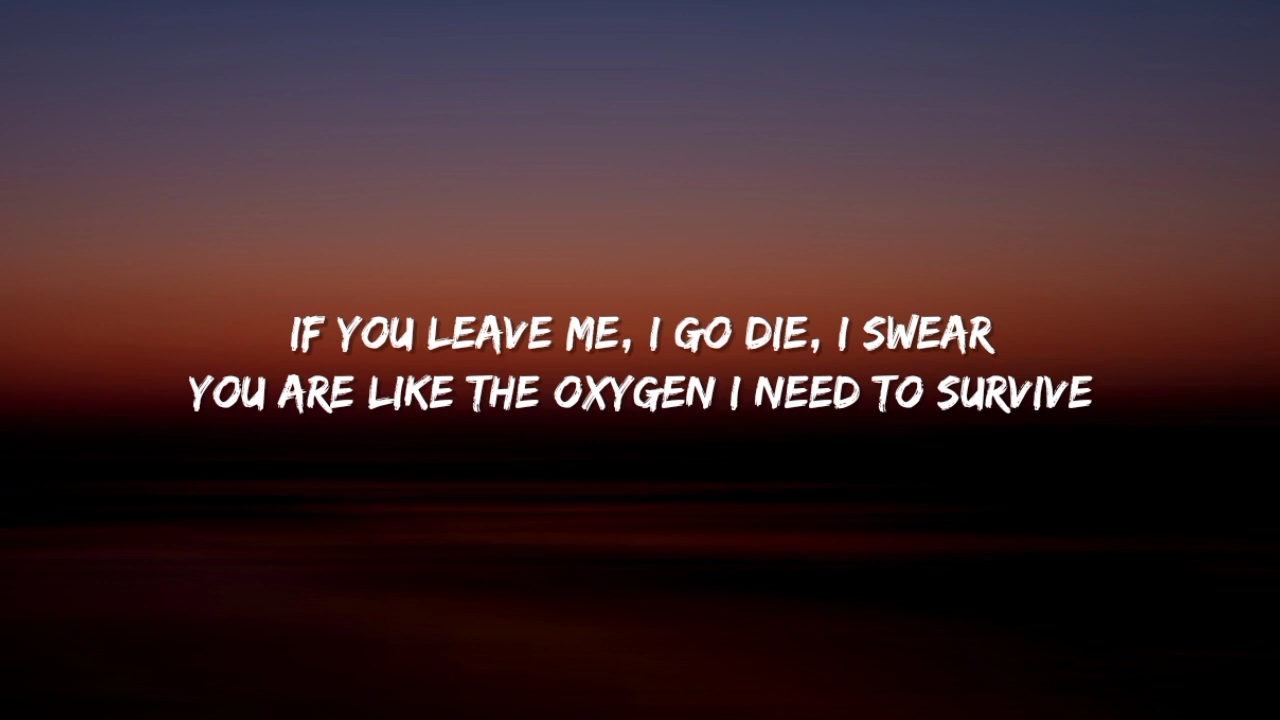 IF YOU LEAVE ME, I GO DIE, I SWEAR
YOU ARE LIKE THE OXYGEN I NEED TO SURVIVE